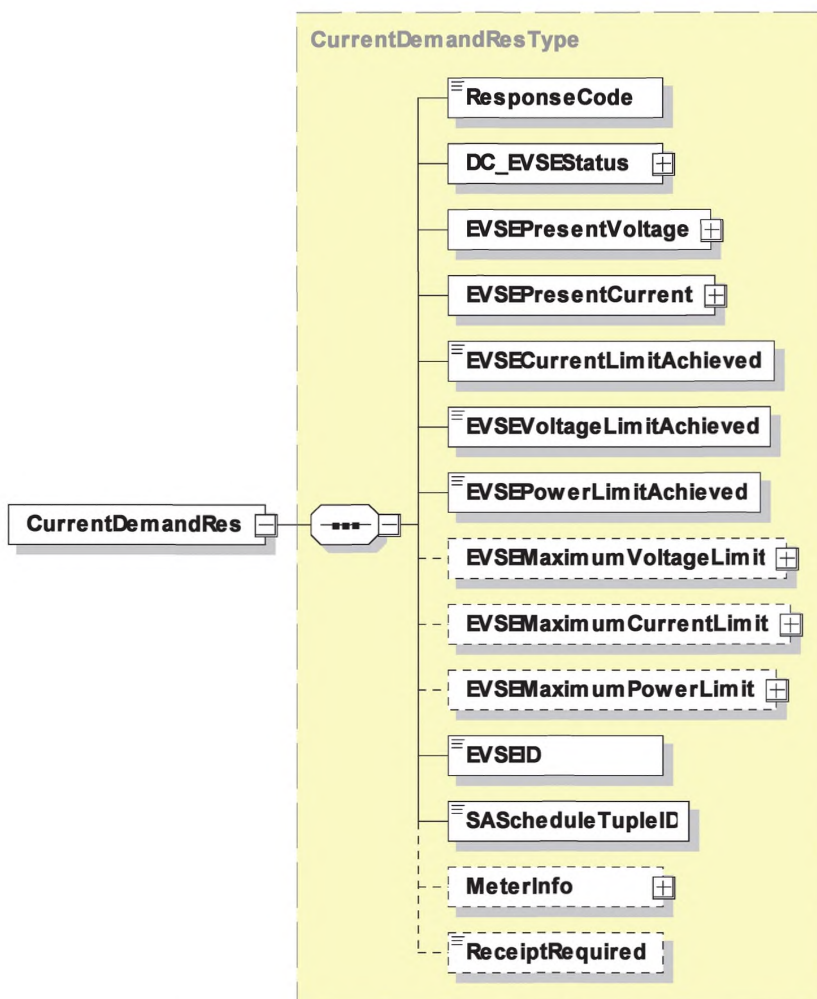 CurrentDemandResType
ResponseCode
DC_EVSEStatus
EVSEPresentVoltage
EVSEPresentCurrent
EVSECurrentLimitAchieved
EVSEVoltageLimitAchieved
EVSEPowerLimitAchieved
CurrentDemandRes
EVSEMaximumVoltageLimit
EVSEMaximumCurrentLimit
EVSEMaximumPowerLimit
EVSEID
SAScheduleTupleID
MeterInfo
ReceiptRequired